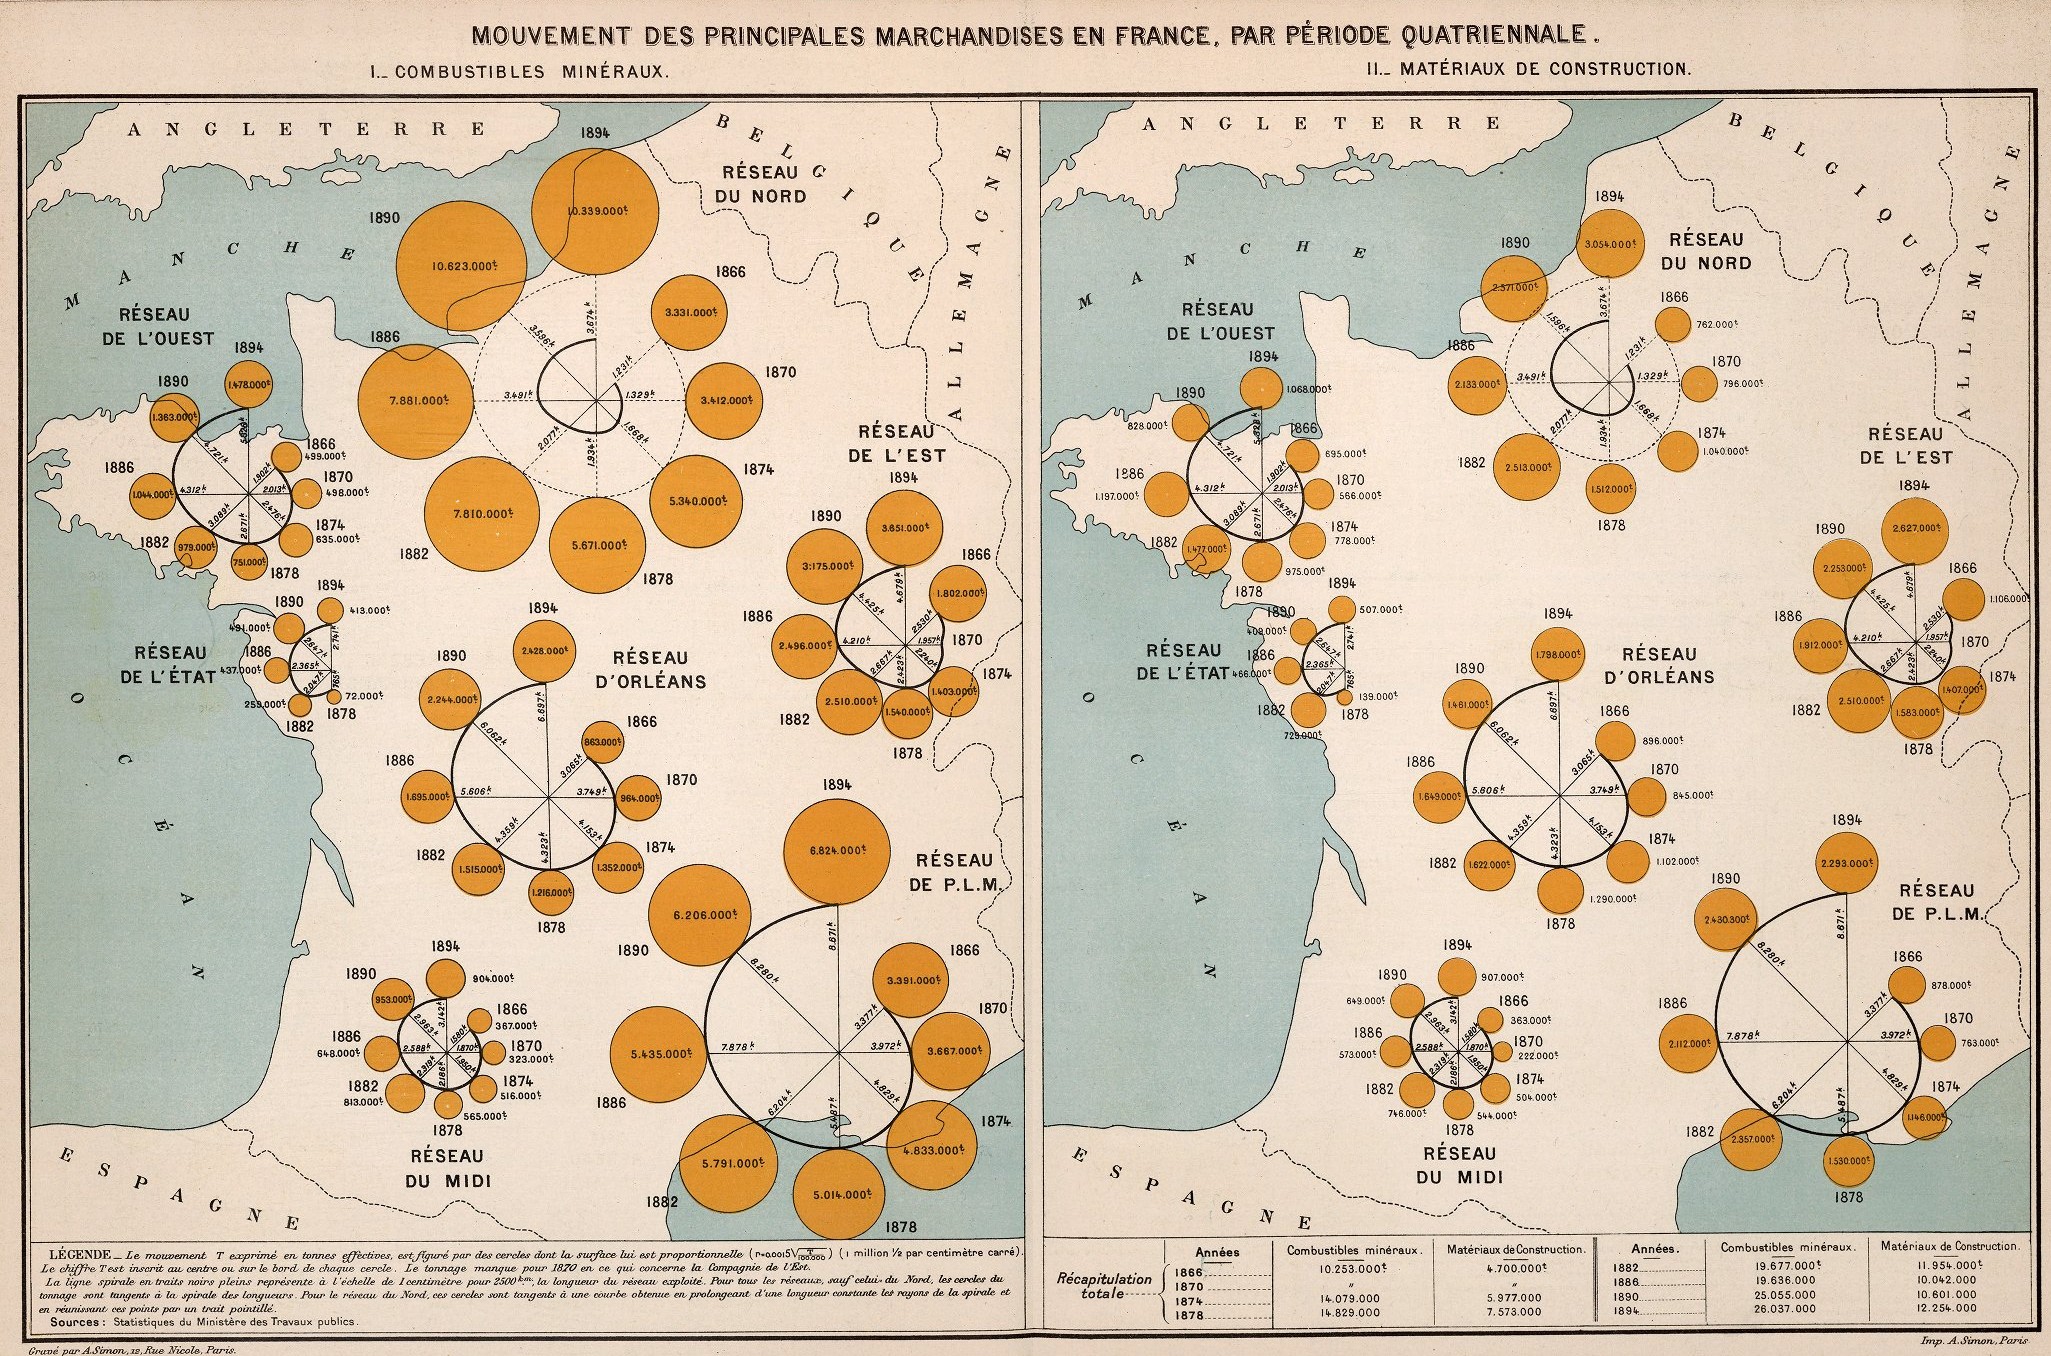 MOUVEMENT DES PRINCIPALES MARCHANDISES EN FRANCE, PAR PÉRIODE QUATRIENNALE.
I._ COMBUSTIBLES MINÉRAUX.
II._ MATÉRIAUX DE CONSTRUCTION.
ANGLETERRE
MANCHE
BELGIQUE
ALLEMAGNE
OCÉAN
ESPAGNE
RÉSEAU
DU NORD
1894
10.339.000t
3.674k
1866
3.331.000t
1.231k
1870
3.412.000t
1.329k
1874
5.340.000t
1.668k
1878
5.671.000t
1.934k
1882
7.810.000t
2.077k
1886
7.881.000t
3.491k
1890
10.623.000t
3.596k
RÉSEAU
DE L'OUEST
1894
1.478.000t
1866
499.000t
1.902k
1870
498.000t
2.013k
1874
635.000t
2.476k
1878
751.000t
2.671k
1882
979.000t
3.089k
1886
1.044.000t
4.312k
1890
1.363.000t
4.721k
RÉSEAU
DE L'ÉTAT
1894
413.000t
2.741k
1878
72.000t
765k
1882
259.000t
2.047k
1886
437.000t
2.365k
1890
491.000t
2.647k
RÉSEAU
DE L'EST
1894
3.651.000t
4.679k
1866
1.802.000t
2.530k
1870
1.957k
1874
1.403.000t
2.240k
1878
1.540.000t
2.423k
1882
2.510.000t
2.667k
1886
2.496.000t
4.210k
1890
3.175.000t
4.425k
RÉSEAU
D'ORLÉANS
1894
2.428.000t
6.697k
1866
863.000t
3.065k
1870
964.000t
3.749k
1874
1.352.000t
4.153k
1878
1.216.000t
4.323k
1882
1.515.000t
4.359k
1886
1.695.000t
5.606k
1890
2.244.000t
6.062k
RÉSEAU
DE P.L.M.
1894
6.824.000t
8.671k
1866
3.391.000t
3.377k
1870
3.667.000t
3.972k
1874
4.833.000t
4.829k
1878
5.014.000t
5.487k
1882
5.791.000t
6.204k
1886
5.435.000t
7.878k
1890
6.206.000t
8.280k
RÉSEAU
DU MIDI
1894
904.000t
3.142k
1866
367.000t
1.580k
1870
323.000t
1.870k
1874
516.000t
1.950k
1878
565.000t
2.186k
1882
813.000t
2.319k
1886
648.000t
2.588k
1890
953.000t
2.963k
ANGLETERRE
MANCHE
BELGIQUE
ALLEMAGNE
OCÉAN
ESPAGNE
RÉSEAU
DU NORD
1894
3.054.000t
3.674k
1866
762.000t
1.231k
1870
796.000t
1.329k
1874
1.040.000t
1.668k
1878
1.512.000t
1.934k
1882
2.513.000t
2.077k
1886
2.133.000t
3.491k
1890
2.571.000t
1.596k
RÉSEAU
DE L'OUEST
1894
1.068.000t
1866
695.000t
1.902k
1870
566.000t
2.013k
1874
778.000t
2.476k
1878
975.000t
2.671k
1882
1.477.000t
3.089k
1886
1.197.000t
4.312k
1890
828.000t
4.721k
RÉSEAU
DE L'ÉTAT
1894
507.000t
2.741k
1878
139.000t
765k
1882
729.000t
2.047k
1886
466.000t
2.365k
1890
2.647k
RÉSEAU
DE L'EST
1894
2.627.000t
4.679k
1866
1.106.000t
2.530k
1870
1.957k
1874
1.407.000t
2.240k
1878
1.583.000t
2.423k
1882
2.510.000t
2.667k
1886
1.912.000t
4.210k
1890
2.253.000t
4.425k
RÉSEAU
D'ORLÉANS
1894
1.798.000t
6.697k
1866
896.000t
3.065k
1870
845.000t
3.749k
1874
1.102.000t
4.153k
1878
1.290.000t
4.323k
1882
1.622.000t
4.359k
1886
1.649.000t
5.606k
1890
1.461.000t
6.062k
RÉSEAU
DE P.L.M.
1894
2.293.000t
8.671k
1866
878.000t
3.377k
1870
763.000t
3.972k
1874
1.146.000t
4.829k
1878
1.530.000t
5.487k
1882
2.357.000t
6.204k
1886
2.112.000t
7.878k
1890
2.430.300t
8.280k
RÉSEAU
DU MIDI
1894
907.000t
3.142k
1866
363.000t
1.580k
1870
222.000t
1.870k
1874
504.000t
1.950k
1878
544.000t
2.186k
1882
746.000t
2.319k
1886
573.000t
2.588k
1890
649.000t
2.963k
LÉGENDE_ Le mouvement T exprimé en tonnes effectives, est figuré par des cercles dont la surface lui est proportionnelle (r=0.0015√T/100.000) (1 million ½ par centimètre carré).
Le chiffre T est inscrit au centre ou sur le bord de chaque cercle. Le tonnage manque pour 1870 en ce qui concerne la Compagnie de l'Est.
La ligne spirale en traits noirs pleins représente à l'échelle de 1 centimètre pour 2500km, la longueur du réseau exploité. Pour tous les réseaux, sauf celui du Nord, les cercles du
tonnage sont tangents à la spirale des longueurs. Pour le réseau du Nord, ces cercles sont tangents à une courbe obtenue en prolongeant d'une longueur constante les rayons de la spirale et
en réunissant ces points par un trait pointillé.
Sources: Statistiques du Ministère des Travaux publics.
Récapitulation totale
Années Combustibles minéraux. Matériaux de Construction. Années. Combustibles minéraux. Matériaux de Construction.
1866 10.253.000t 4.700.000t 1882 19.677.000t 11.954.000t
1870 " " 1886 19.636.000 10.042.000
1874 14.079.000 5.977.000 1890 25.055.000 10.601.000
1878 14.829.000 7.573.000 1894 26.037.000 12.254.000
Gravé par A.Simon, 12, Rue Nicole, Paris.
Imp. A.Simon, Paris